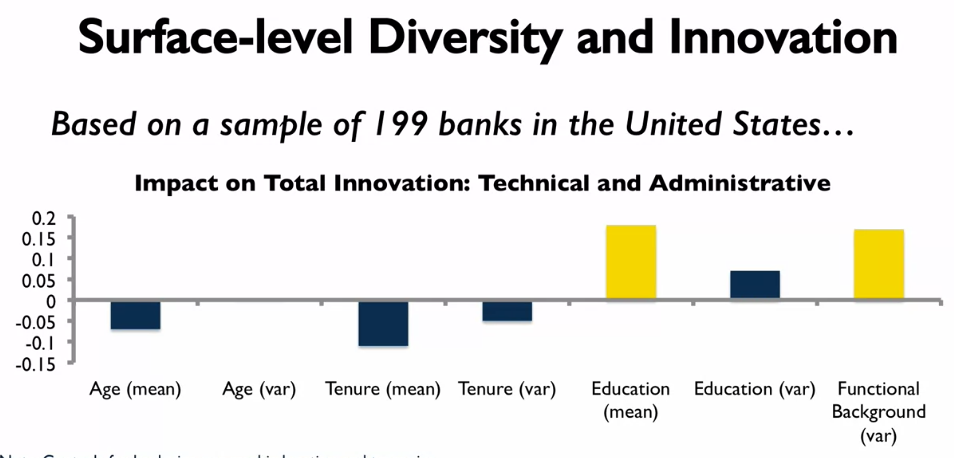 Surface-level Diversity and Innovation
Based on a sample of 199 banks in the United States...
Impact on Total Innovation: Technical and Administrative
0.2
0.15
0.1
0.05
0
-0.05
-0.1
-0.15
Age (mean) Age (var) Tenure (mean) Tenure (var) Education (mean) Education (var) Functional Background (var)